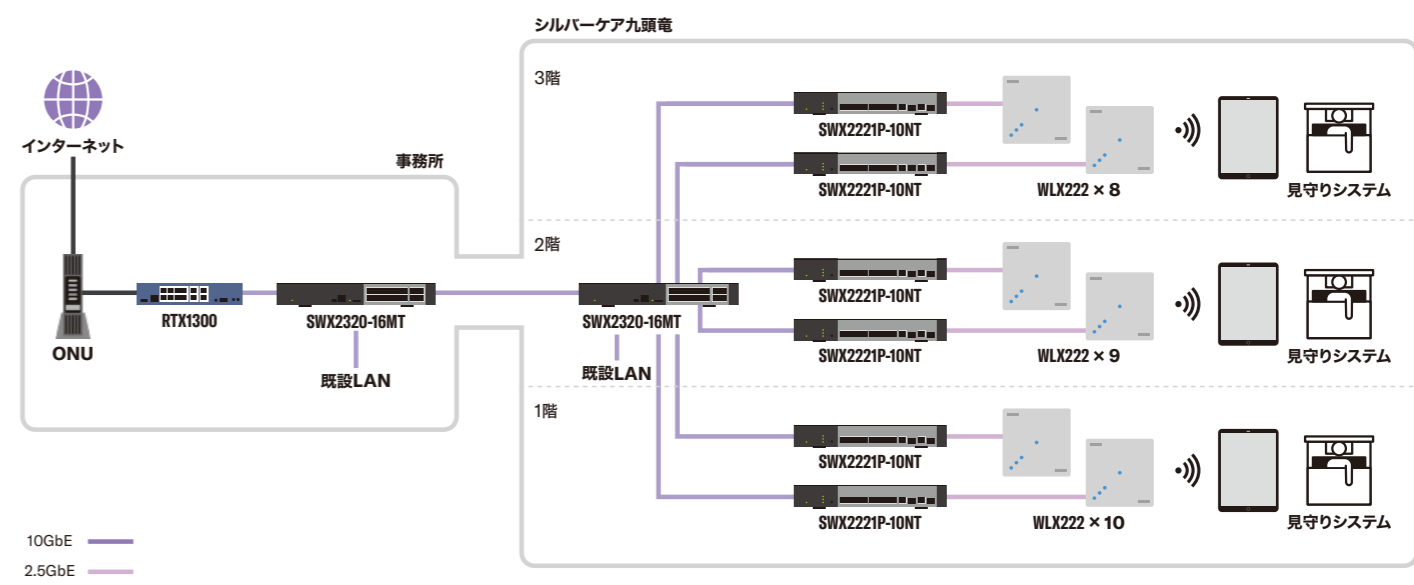 シルバーケア九頭竜
インターネット
事務所
ONU
RTX1300
SWX2320-16MT
既設LAN
SWX2320-16MT
既設LAN
3階
SWX2221P-10NT
SWX2221P-10NT
WLX222 × 8
見守りシステム
2階
SWX2221P-10NT
SWX2221P-10NT
WLX222 × 9
見守りシステム
1階
SWX2221P-10NT
SWX2221P-10NT
WLX222 × 10
見守りシステム
10GbE
2.5GbE